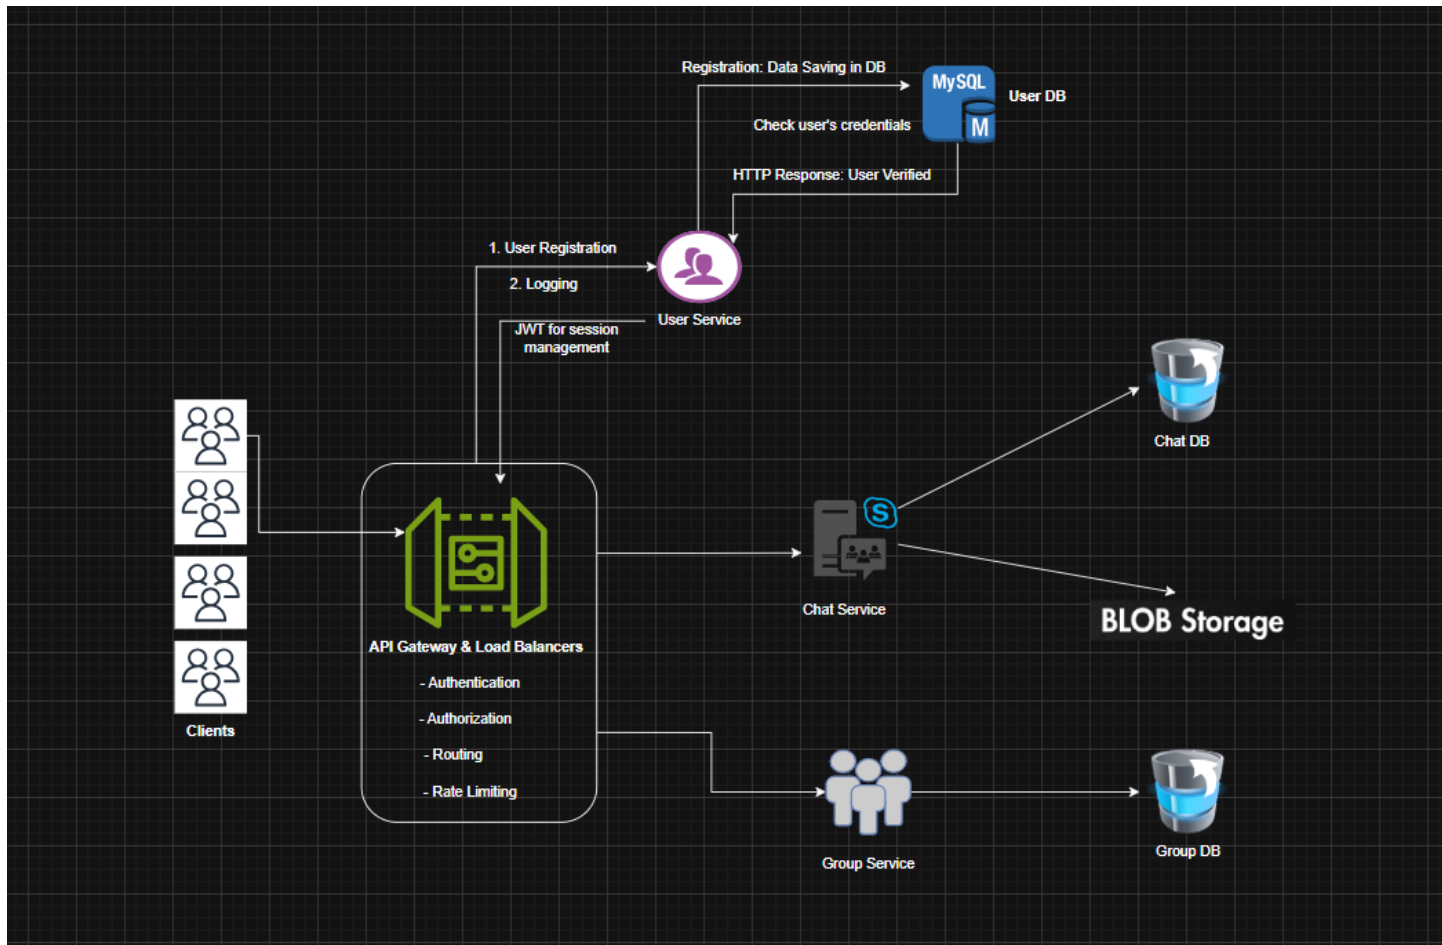 Registration: Data Saving in DB
MySQL
M
User DB
Check user's credentials
HTTP Response: User Verified
1. User Registration
2. Logging
User Service
JWT for session
management
Chat DB
S
Chat Service
BLOB Storage
API Gateway & Load Balancers
- Authentication
- Authorization
- Routing
- Rate Limiting
Clients
Group Service
Group DB